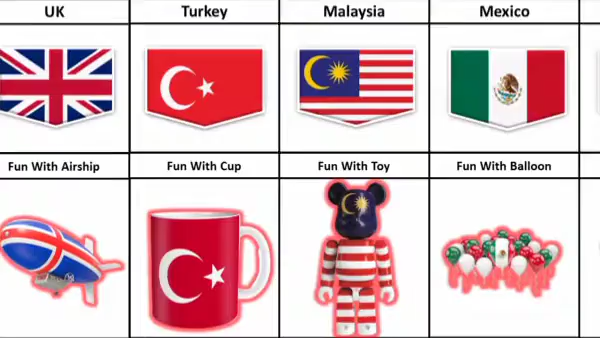 UK
Turkey
Malaysia
Mexico
Fun With Airship
Fun With Cup
Fun With Toy
Fun With Balloon